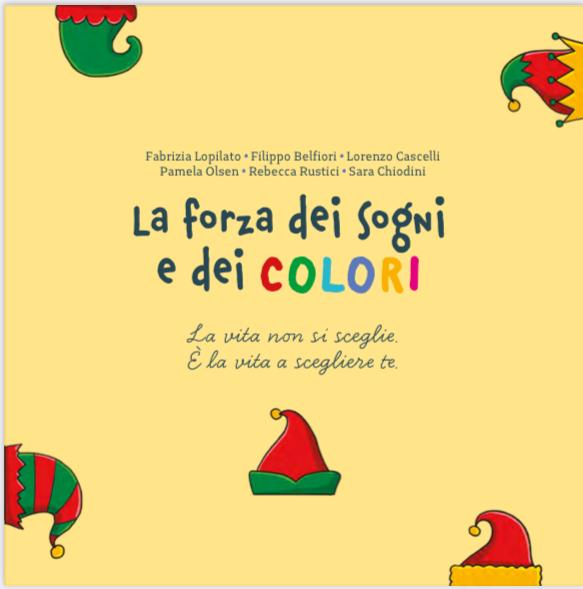 Fabrizia Lopilato • Filippo Belfiori • Lorenzo Cascelli
Pamela Olsen • Rebecca Rustici • Sara Chiodini
La forza dei Sogni
e dei COLORI
La vita non si sceglie.
È la vita a scegliere te.